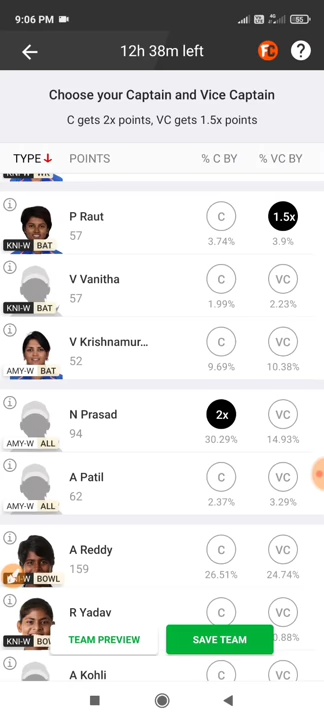 9:06 PM
55
12h 38m left
FC
?
Choose your Captain and Vice Captain
C gets 2x points, VC gets 1.5x points
TYPE POINTS % C BY % VC BY
P Raut
57
KNI-W BAT
C
3.74%
1.5x
3.9%
V Vanitha
57
KNI-W BAT
C
1.99%
VC
2.23%
V Krishnamur...
52
AMY-W BAT
C
9.69%
VC
10.38%
N Prasad
94
AMY-W ALL
2x
30.29%
VC
14.93%
A Patil
62
AMY-W ALL
C
2.37%
VC
3.29%
A Reddy
159
BOWL
C
26.51%
VC
24.74%
R Yadav
KNI-W
C
VC
TEAM PREVIEW
SAVE TEAM
A Kohli
C
VC